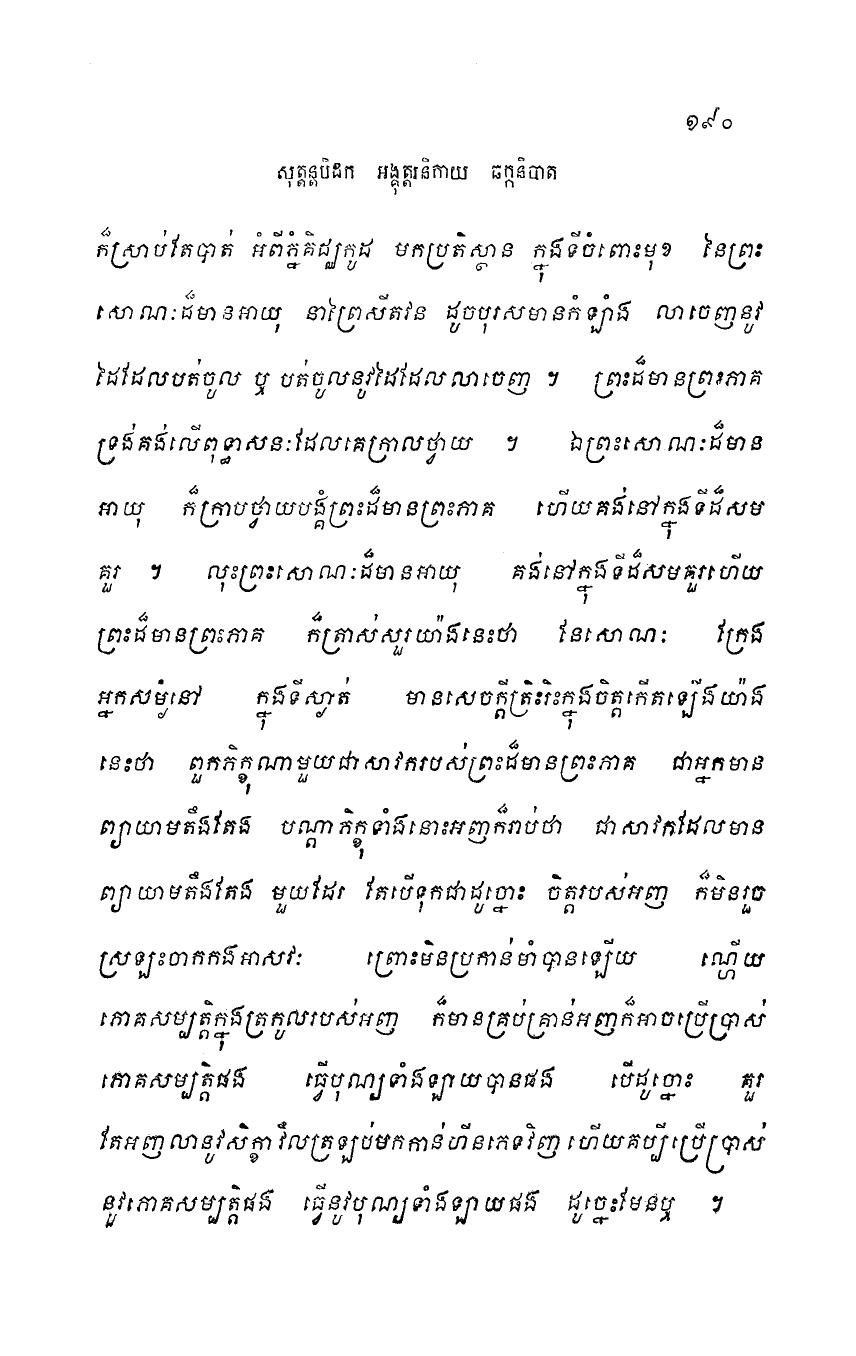 ១៩០
សុត្តន្តបិដក អង្គុត្តរនិកាយ ឆក្កនិបាត
ក៏ស្រាប់តែបាត់ អំពីភ្នំគិជ្ឈកូដ មកប្រតិស្ឋាន ក្នុងទីចំពោះមុខ នៃព្រះ
សោណៈដ៏មានអាយុ នាព្រៃសីតវន ដូចបុរសមានកំឡាំង លាចេញនូវ
ដៃដែលបត់ចូល ឬ បត់ចូលនូវដៃដែលលាចេញ ។ ព្រះដ៏មានព្រះភាគ
ទ្រង់គង់លើពុទ្ធាសនៈដែលគេក្រាលថ្វាយ ។ ឯព្រះសោណៈដ៏មាន
អាយុ ក៏ក្រាបថ្វាយបង្គំព្រះដ៏មានព្រះភាគ ហើយគង់នៅក្នុងទីដ៏សម
គួរ ។ លុះព្រះសោណៈដ៏មានអាយុ គង់នៅក្នុងទីដ៏សមគួរហើយ
ព្រះដ៏មានព្រះភាគ ក៏ត្រាស់សួរយ៉ាងនេះថា នែសោណៈ ក្រែង
អ្នកសម្ងំនៅ ក្នុងទីស្ងាត់ មានសេចក្តីត្រិះរិះក្នុងចិត្តកើតឡើងយ៉ាង
នេះថា ពួកភិក្ខុណាមួយជាសាវករបស់ព្រះដ៏មានព្រះភាគ ជាអ្នកមាន
ព្យាយាមតឹងតែង បណ្តាភិក្ខុទាំងនោះអញក៏រាប់ថា ជាសាវកដែលមាន
ព្យាយាមតឹងតែង មួយដែរ តែបើទុកជាដូច្នោះ ចិត្តរបស់អញ ក៏មិនរួច
ស្រឡះចាកកងអាសវៈ ព្រោះមិនប្រកាន់មាំបានឡើយ ណ្ហើយ
ភោគសម្បត្តិក្នុងត្រកូលរបស់អញ ក៏មានគ្រប់គ្រាន់អញក៏អាចប្រើប្រាស់
ភោគសម្បត្តិផង ធ្វើបុណ្យទាំងឡាយបានផង បើដូច្នោះ គួរ
តែអញលានូវសិក្ខា វិលត្រឡប់មកកាន់ហីនភេទវិញ ហើយគប្បីប្រើប្រាស់
នូវភោគសម្បត្តិផង ធ្វើនូវបុណ្យទាំងឡាយផង ដូច្នេះមែនឬ ។